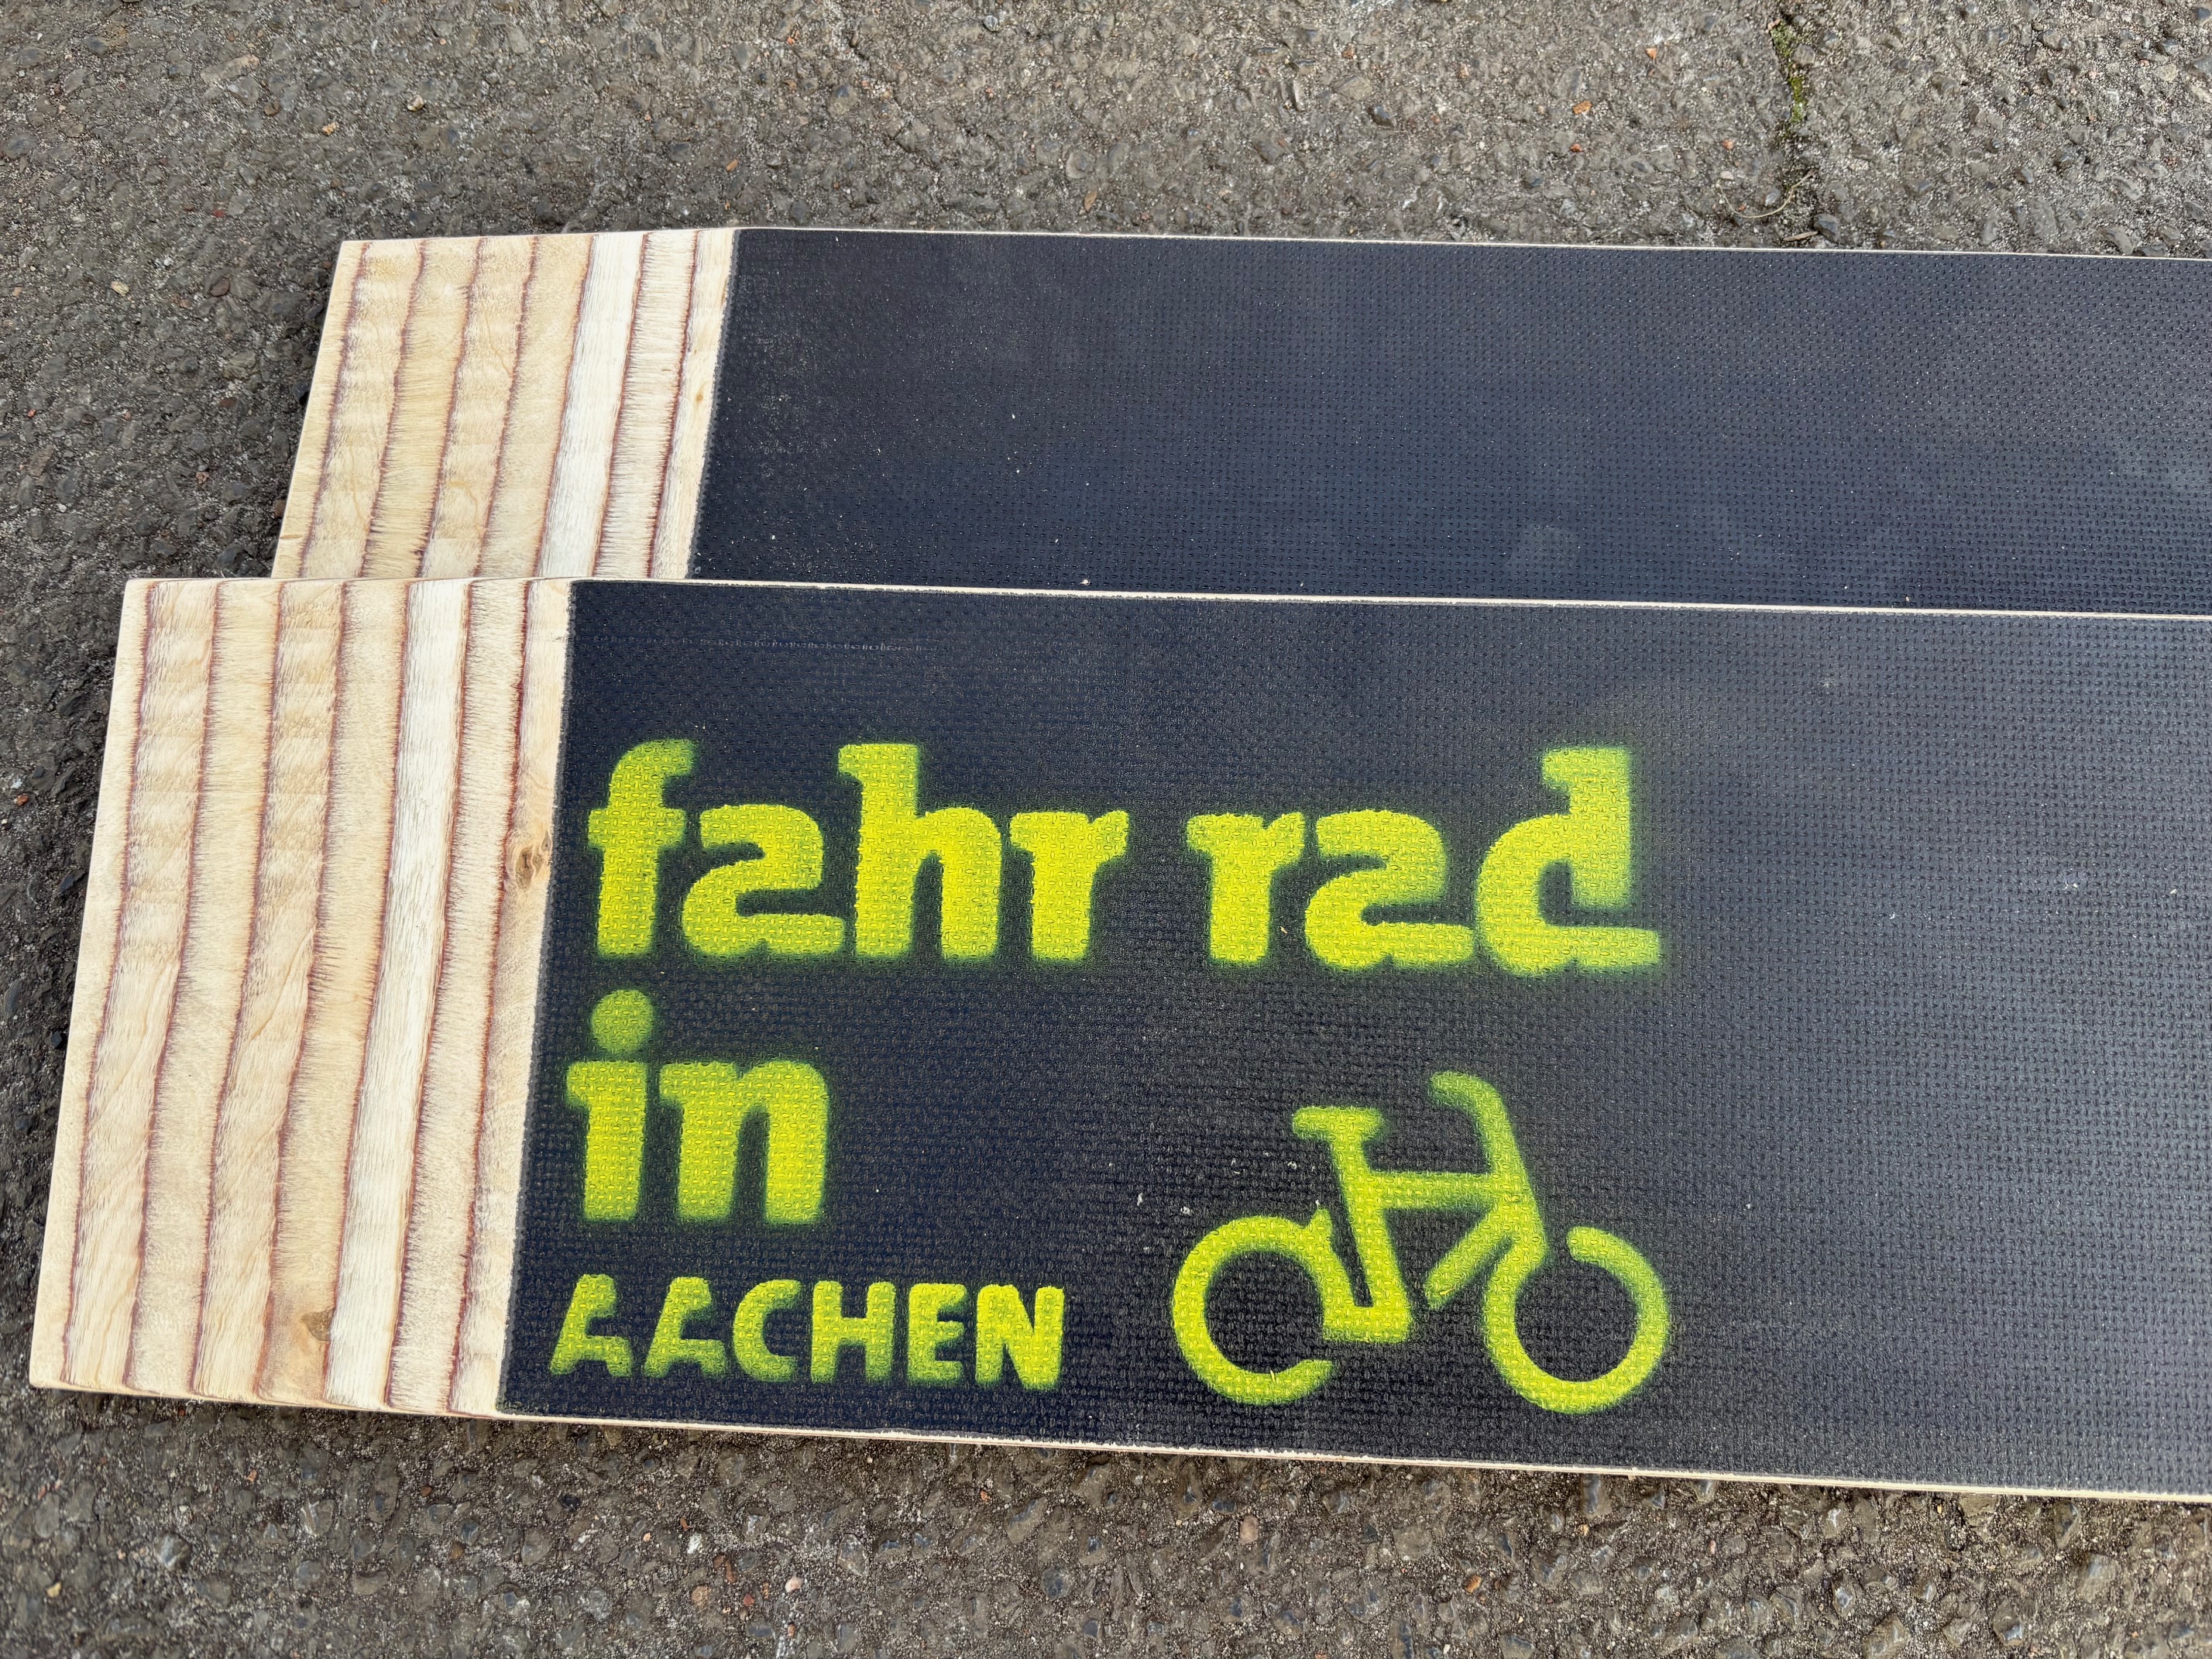 fahr rad
in
AACHEN